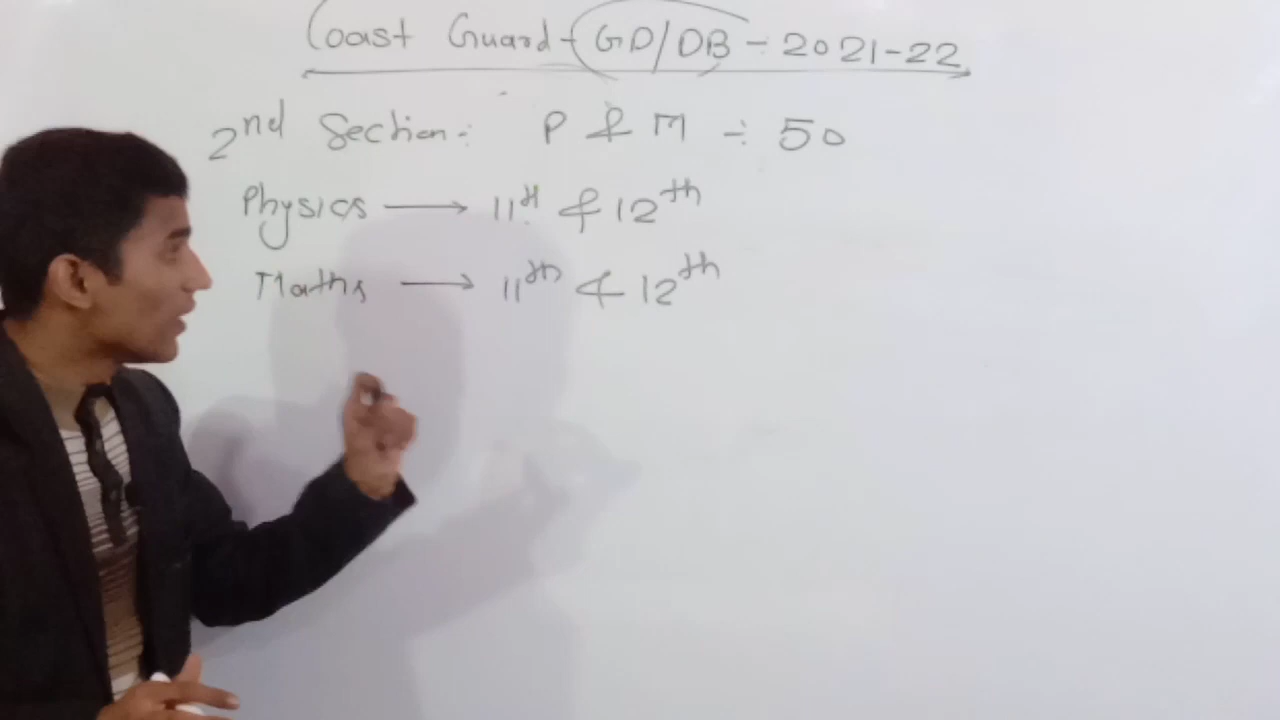 Coast Guard - GD/DB - 2021-22
2nd Section :- P & M ÷ 50
Physics → 11th & 12th
Maths → 11th & 12th